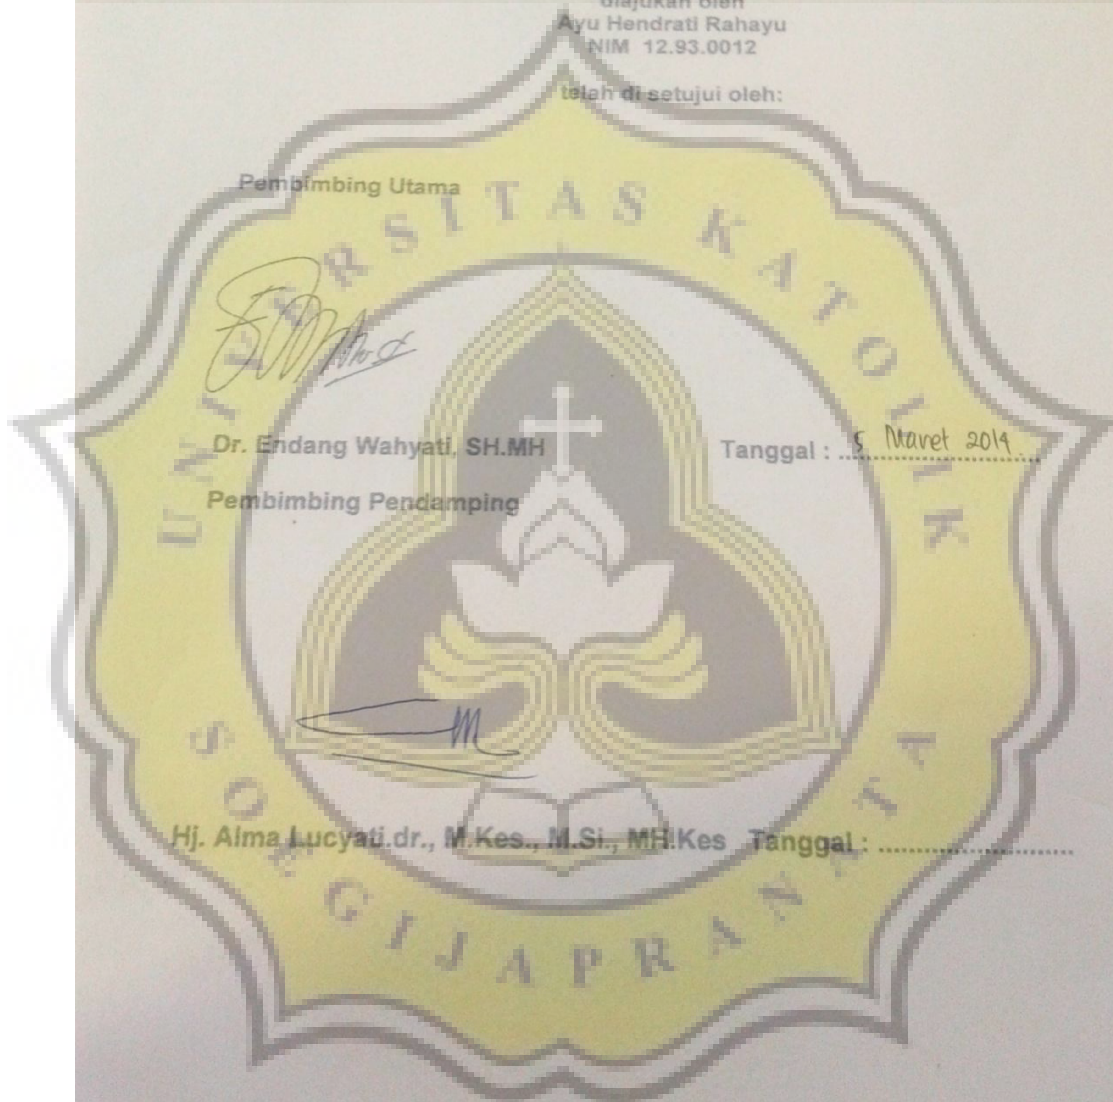 diajukan oleh
Ayu Hendrati Rahayu
NIM 12.93.0012
telah di setujui oleh:
Pembimbing Utama
Dr. Endang Wahyati, SH.MH Tanggal : 5 Maret 2014
Pembimbing Pendamping
Hj. Alma Lucyati.dr., M.Kes., M.Si., MH.Kes Tanggal : ............................
UNIVERSITAS KATOLIK
SOEGIJAPRANATA